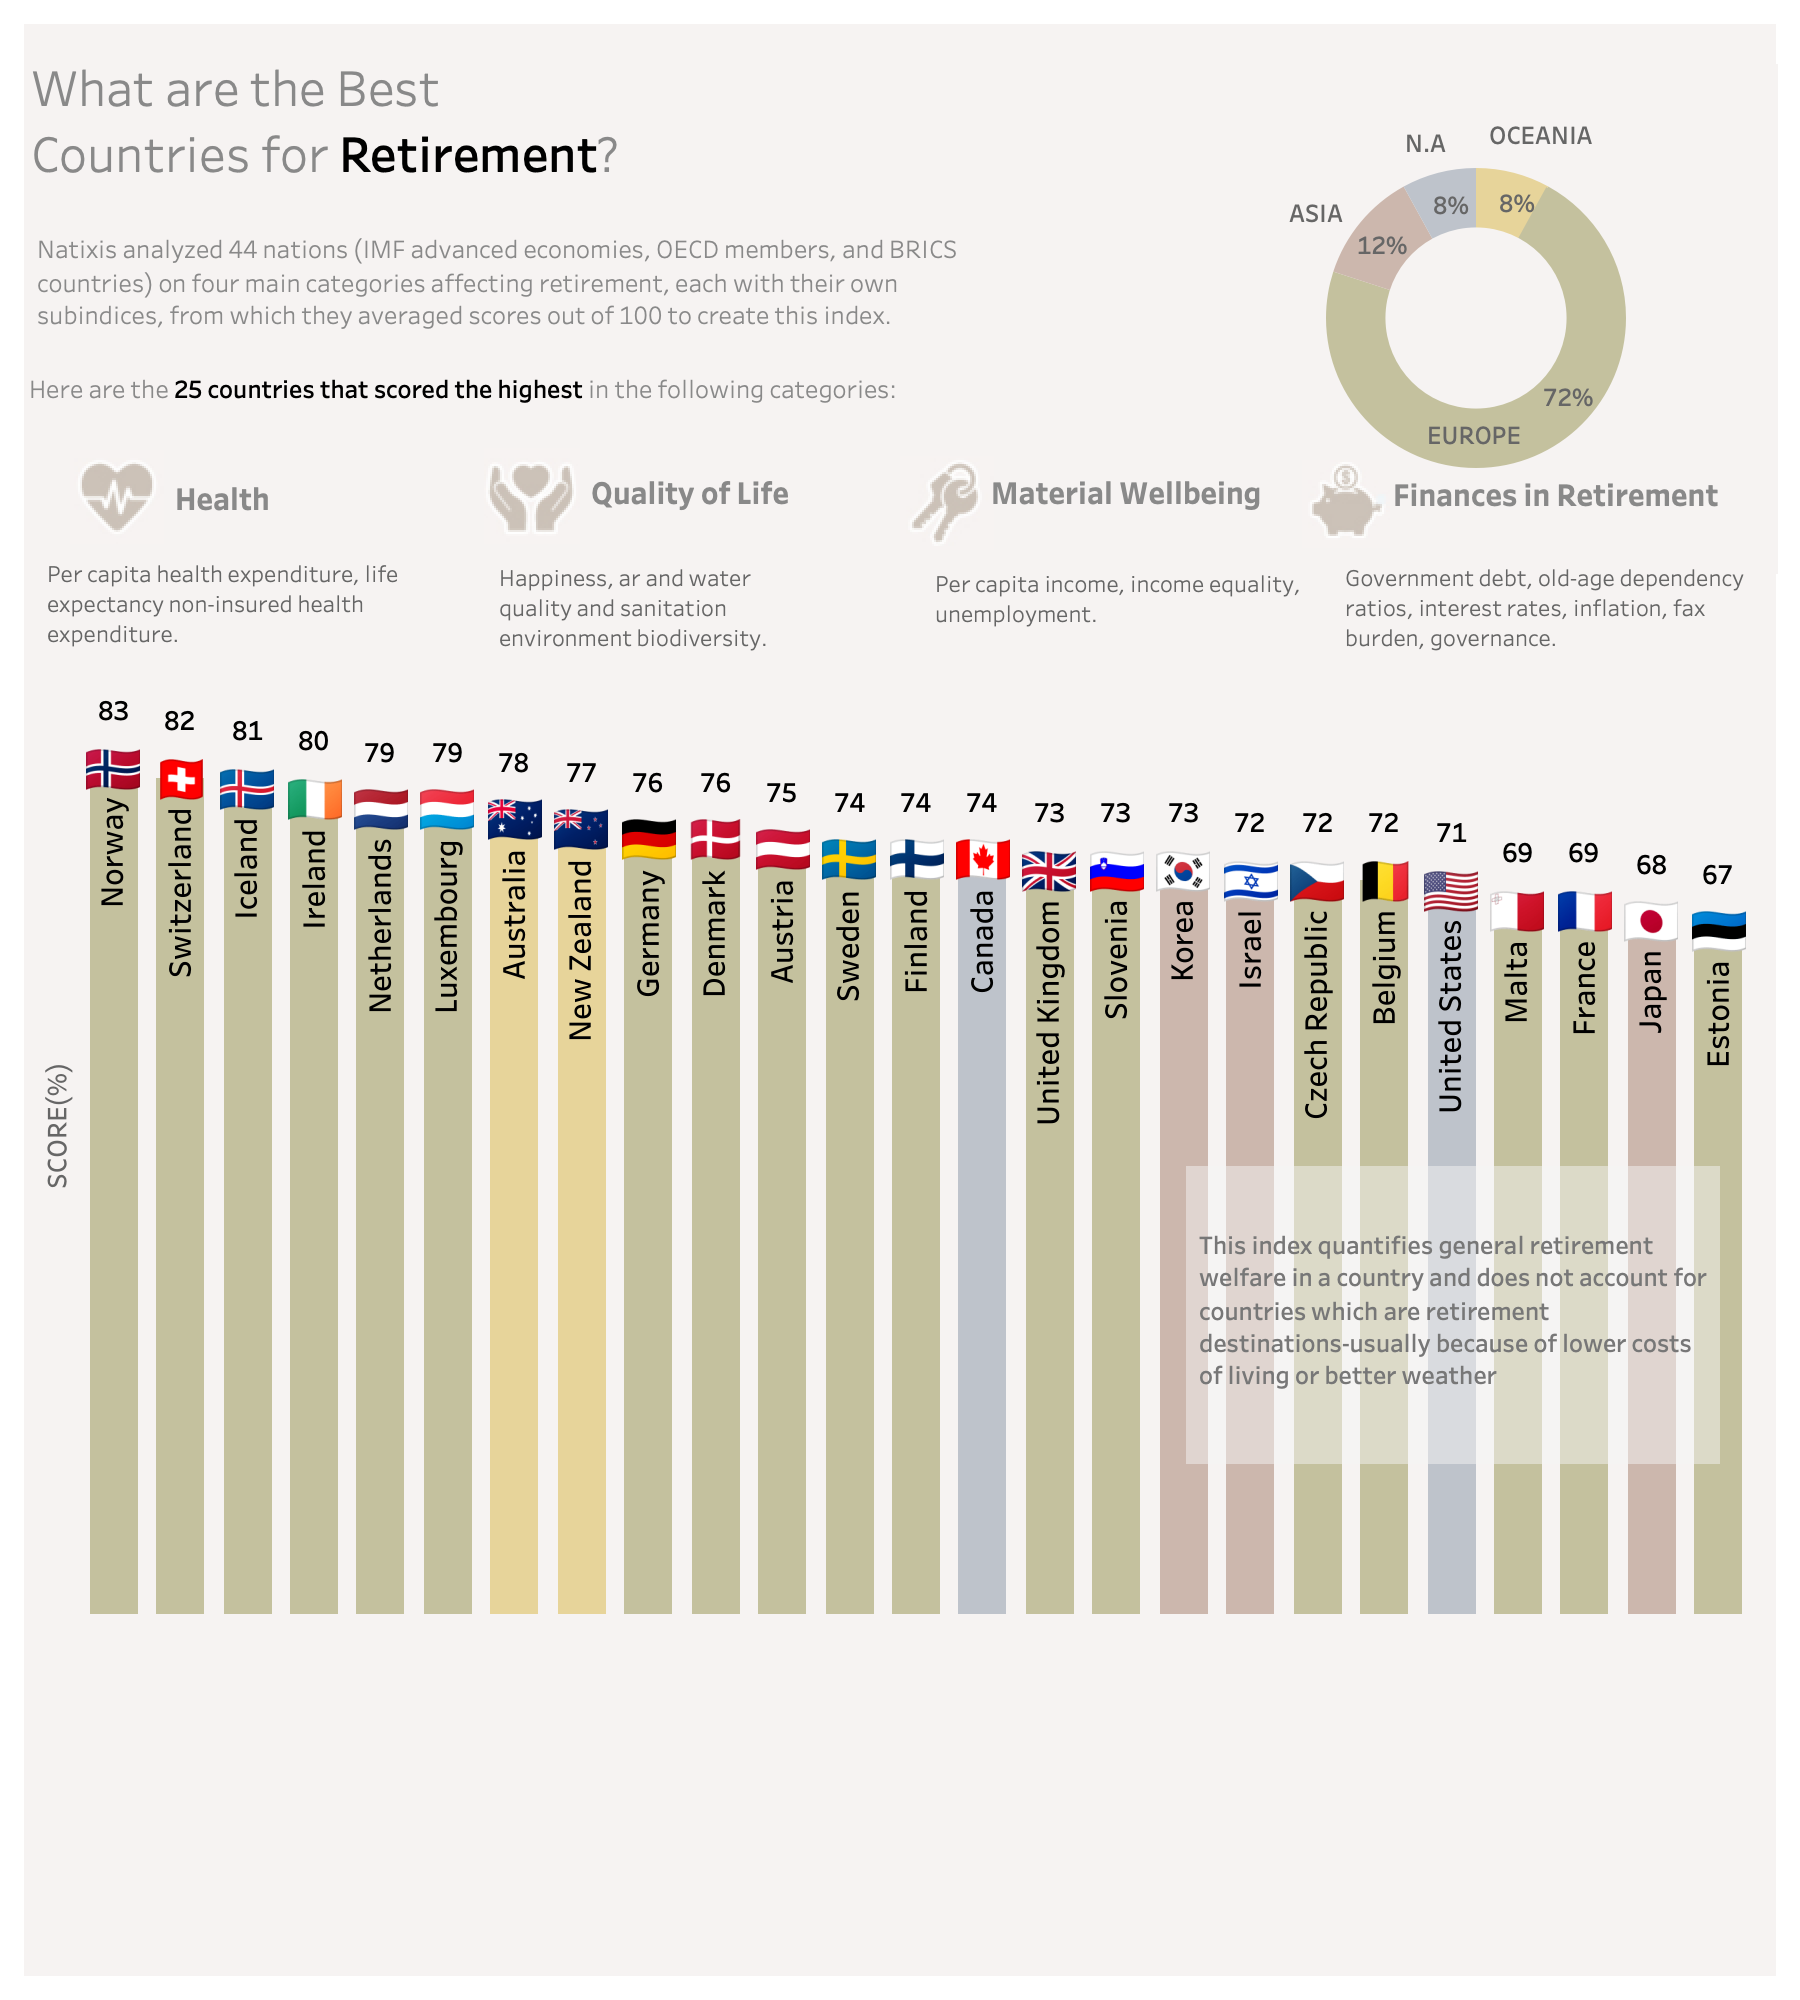 What are the Best
Countries for Retirement?
Natixis analyzed 44 nations (IMF advanced economies, OECD members, and BRICS
countries) on four main categories affecting retirement, each with their own
subindices, from which they averaged scores out of 100 to create this index.
Here are the 25 countries that scored the highest in the following categories:
N.A
OCEANIA
ASIA
8%
8%
12%
72%
EUROPE
Health
Per capita health expenditure, life
expectancy non-insured health
expenditure.
Quality of Life
Happiness, ar and water
quality and sanitation
environment biodiversity.
Material Wellbeing
Per capita income, income equality,
unemployment.
$
Finances in Retirement
Government debt, old-age dependency
ratios, interest rates, inflation, fax
burden, governance.
SCORE(%)
83
Norway
82
Switzerland
81
Iceland
80
Ireland
79
Netherlands
79
Luxembourg
78
Australia
77
New Zealand
76
Germany
76
Denmark
75
Austria
74
Sweden
74
Finland
74
Canada
73
United Kingdom
73
Slovenia
73
Korea
72
Israel
72
Czech Republic
72
Belgium
71
United States
69
Malta
69
France
68
Japan
67
Estonia
This index quantifies general retirement
welfare in a country and does not account for
countries which are retirement
destinations-usually because of lower costs
of living or better weather